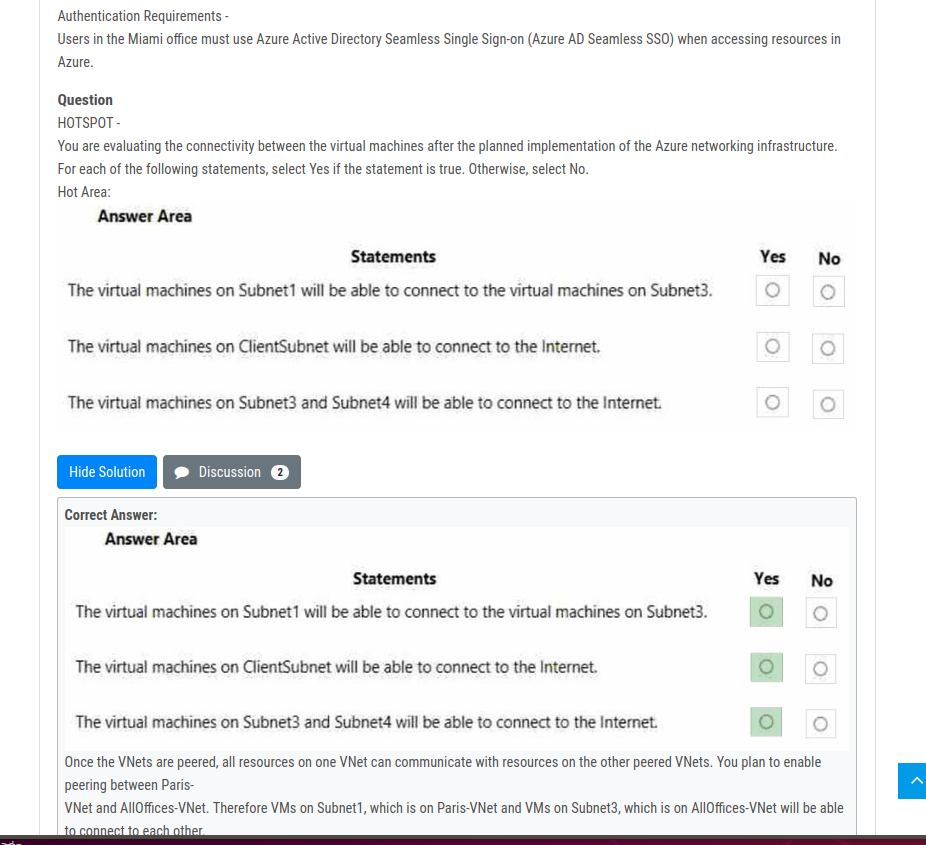 Authentication Requirements -
Users in the Miami office must use Azure Active Directory Seamless Single Sign-on (Azure AD Seamless SSO) when accessing resources in
Azure.
Question
HOTSPOT -
You are evaluating the connectivity between the virtual machines after the planned implementation of the Azure networking infrastructure.
For each of the following statements, select Yes if the statement is true. Otherwise, select No.
Hot Area:
Answer Area
Statements Yes No
The virtual machines on Subnet1 will be able to connect to the virtual machines on Subnet3.
The virtual machines on ClientSubnet will be able to connect to the Internet.
The virtual machines on Subnet3 and Subnet4 will be able to connect to the Internet.
Hide Solution Discussion 2
Correct Answer:
Answer Area
Statements Yes No
The virtual machines on Subnet1 will be able to connect to the virtual machines on Subnet3.
The virtual machines on ClientSubnet will be able to connect to the Internet.
The virtual machines on Subnet3 and Subnet4 will be able to connect to the Internet.
Once the VNets are peered, all resources on one VNet can communicate with resources on the other peered VNets. You plan to enable
peering between Paris-
VNet and AllOffices-VNet. Therefore VMs on Subnet1, which is on Paris-VNet and VMs on Subnet3, which is on AllOffices-VNet will be able
to connect to each other.